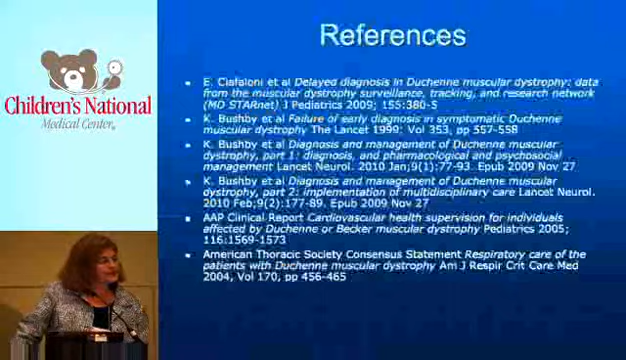 Children's National
Medical Center
References
E. Ciafaloni et al Delayed diagnosis in Duchenne muscular dystrophy: data
from the muscular dystrophy surveillance, tracking, and research network
(MD STARnet) J Pediatrics 2009; 155:380-5
K. Bushby et al Failure of early diagnosis in symptomatic Duchenne
muscular dystrophy The Lancet 1999; Vol 353, pp 557-558
K. Bushby et al Diagnosis and management of Duchenne muscular
dystrophy, part 1: diagnosis, and pharmacological and psychosocial
management Lancet Neurol. 2010 Jan;9(1):77-93. Epub 2009 Nov 27
K. Bushby et al Diagnosis and management of Duchenne muscular
dystrophy, part 2: implementation of multidisciplinary care Lancet Neurol.
2010 Feb;9(2):177-89. Epub 2009 Nov 27
AAP Clinical Report Cardiovascular health supervision for individuals
affected by Duchenne or Becker muscular dystrophy Pediatrics 2005;
116:1569-1573
American Thoracic Society Consensus Statement Respiratory care of the
patients with Duchenne muscular dystrophy Am J Respir Crit Care Med
2004, Vol 170, pp 456-465